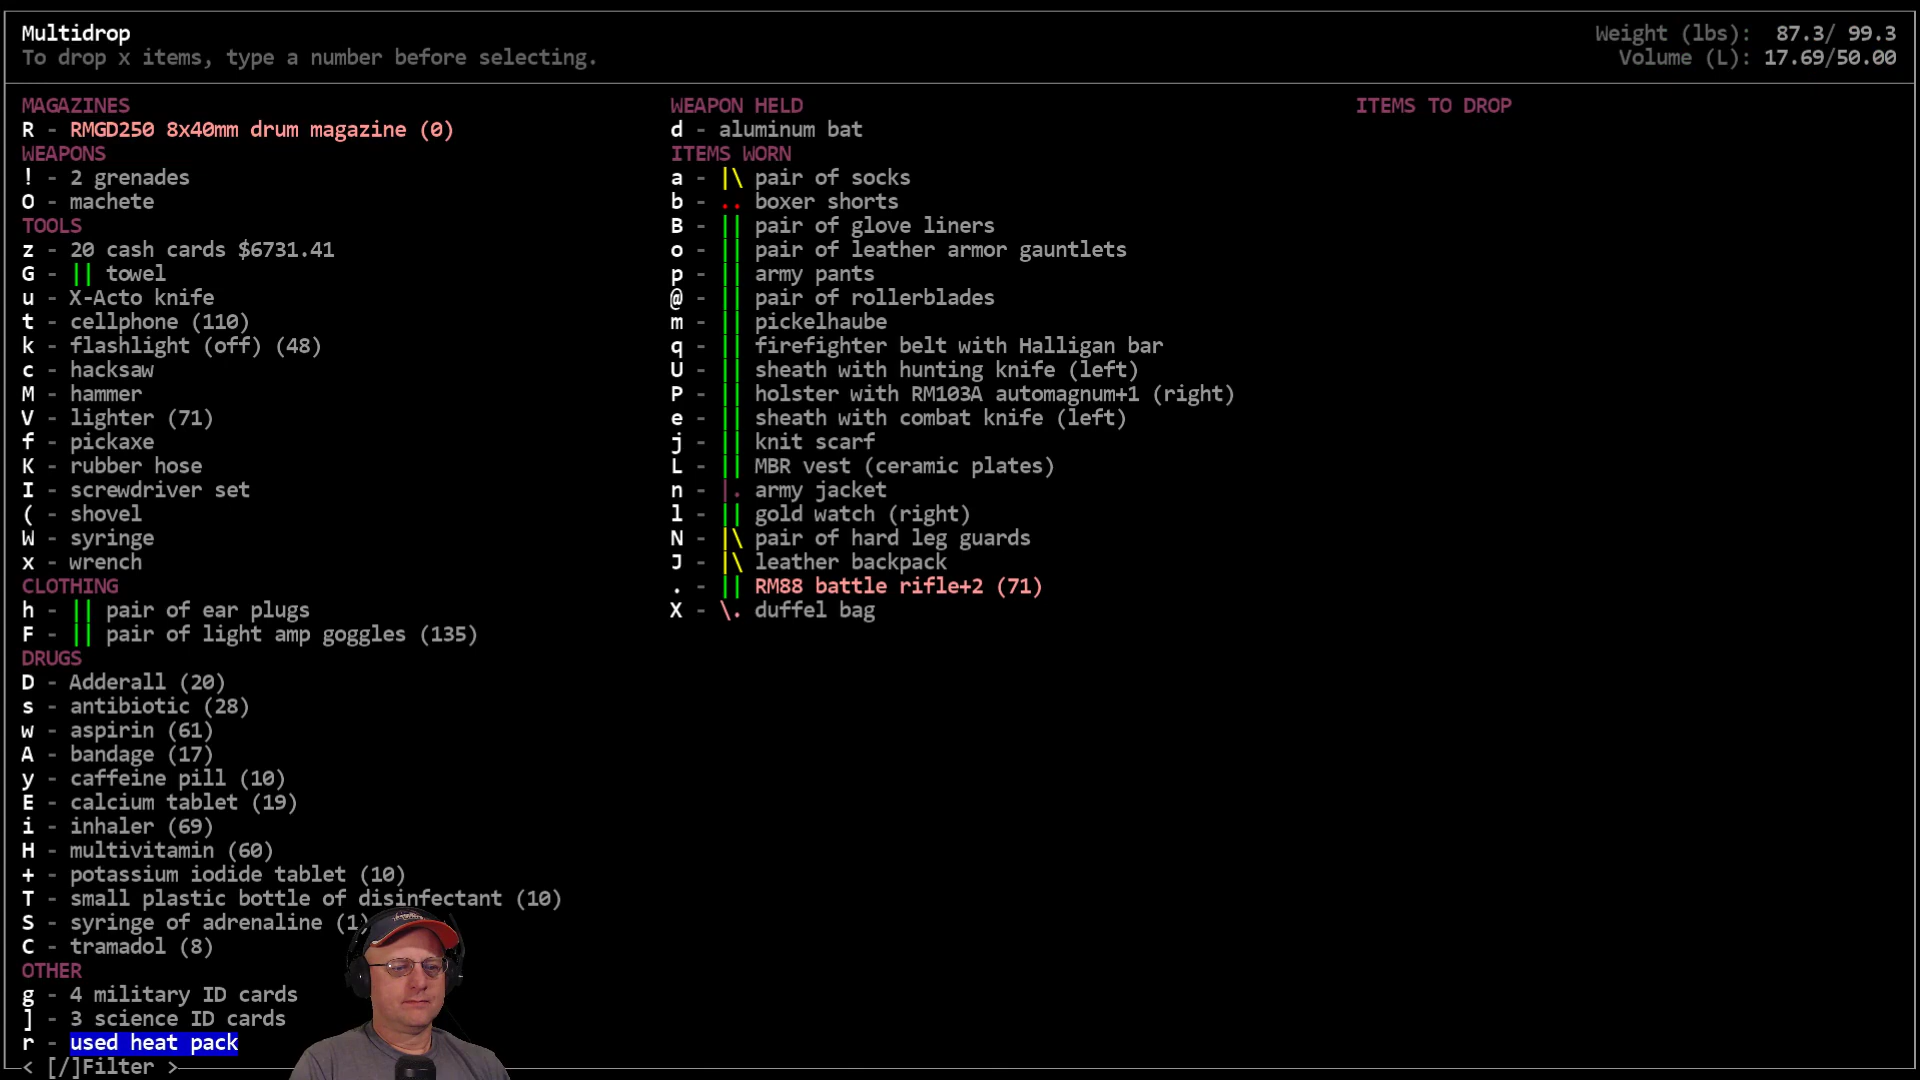 Multidrop
To drop x items, type a number before selecting.
Weight (lbs): 87.3/ 99.3
Volume (L): 17.69/50.00
MAGAZINES
R - RMGD250 8x40mm drum magazine (0)
WEAPONS
! - 2 grenades
O - machete
TOOLS
z - 20 cash cards $6731.41
G - || towel
u - X-Acto knife
t - cellphone (110)
k - flashlight (off) (48)
c - hacksaw
M - hammer
V - lighter (71)
f - pickaxe
K - rubber hose
I - screwdriver set
( - shovel
W - syringe
x - wrench
CLOTHING
h - || pair of ear plugs
F - || pair of light amp goggles (135)
DRUGS
D - Adderall (20)
s - antibiotic (28)
w - aspirin (61)
A - bandage (17)
y - caffeine pill (10)
E - calcium tablet (19)
i - inhaler (69)
H - multivitamin (60)
+ - potassium iodide tablet (10)
T - small plastic bottle of disinfectant (10)
S - syringe of adrenaline (1)
C - tramadol (8)
OTHER
g - 4 military ID cards
] - 3 science ID cards
r - used heat pack
< [/]Filter >
WEAPON HELD
d - aluminum bat
ITEMS WORN
a - |\ pair of socks
b - .. boxer shorts
B - || pair of glove liners
o - || pair of leather armor gauntlets
p - || army pants
@ - || pair of rollerblades
m - || pickelhaube
q - || firefighter belt with Halligan bar
U - || sheath with hunting knife (left)
P - || holster with RM103A automagnum+1 (right)
e - || sheath with combat knife (left)
j - || knit scarf
L - || MBR vest (ceramic plates)
n - |. army jacket
l - || gold watch (right)
N - |\ pair of hard leg guards
J - |\ leather backpack
. - || RM88 battle rifle+2 (71)
X - \. duffel bag
ITEMS TO DROP